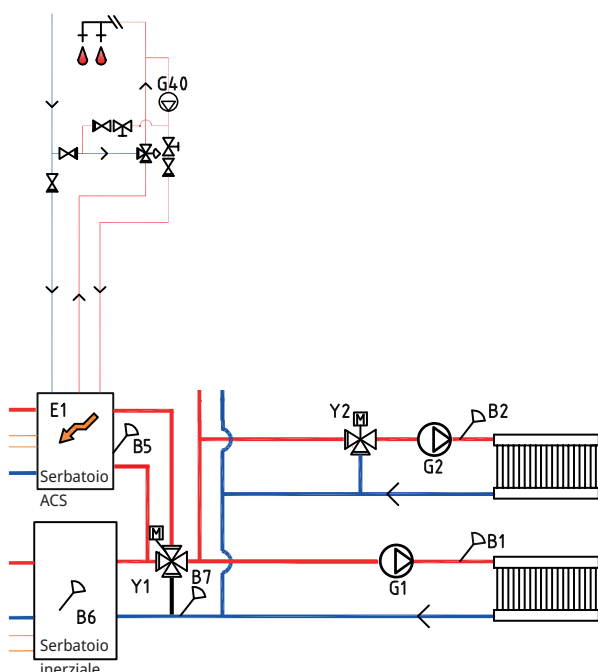 G40
E1
B5
Serbatoio
ACS
Y2
M
B2
G2
M
B1
Y1
B7
G1
B6
Serbatoio
inerziale